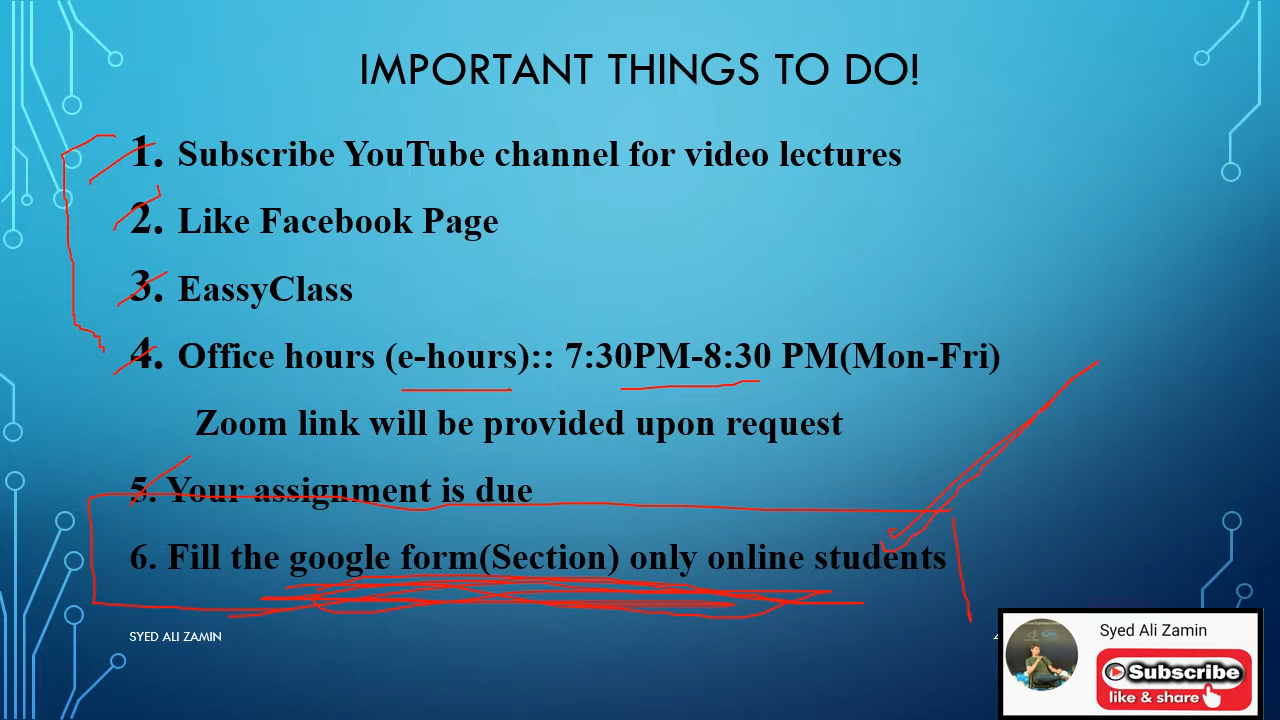 IMPORTANT THINGS TO DO!
1. Subscribe YouTube channel for video lectures
2. Like Facebook Page
3. EassyClass
4. Office hours (e-hours):: 7:30PM-8:30 PM(Mon-Fri)
Zoom link will be provided upon request
5. Your assignment is due
6. Fill the google form(Section) only online students
SYED ALI ZAMIN
Syed Ali Zamin
Subscribe
like & share